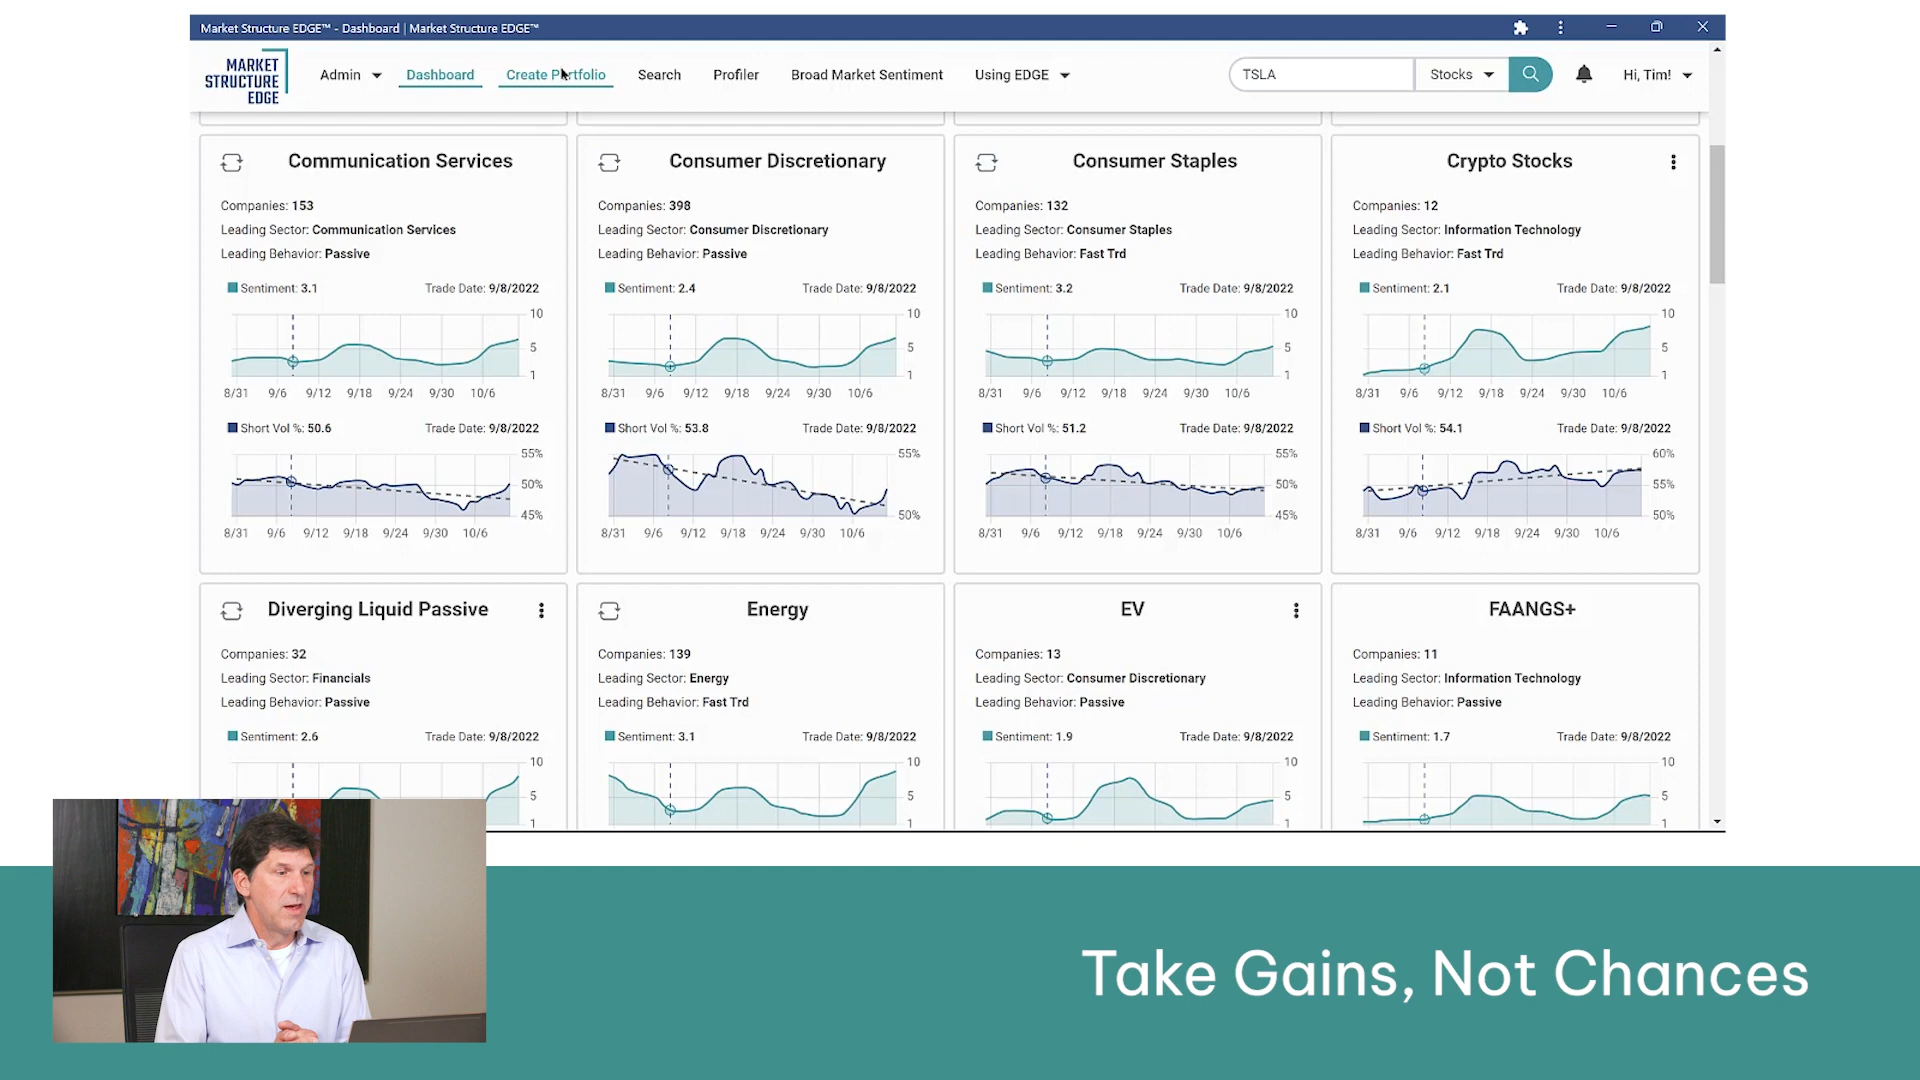 Market Structure EDGE™ - Dashboard | Market Structure EDGE™
MARKET STRUCTURE EDGE
Admin Dashboard Create Portfolio Search Profiler Broad Market Sentiment Using EDGE TSLA Stocks Hi, Tim!
Communication Services
Companies: 153
Leading Sector: Communication Services
Leading Behavior: Passive
Sentiment: 3.1 Trade Date: 9/8/2022
10
5
1
8/31 9/6 9/12 9/18 9/24 9/30 10/6
Short Vol %: 50.6 Trade Date: 9/8/2022
55%
50%
45%
8/31 9/6 9/12 9/18 9/24 9/30 10/6
Consumer Discretionary
Companies: 398
Leading Sector: Consumer Discretionary
Leading Behavior: Passive
Sentiment: 2.4 Trade Date: 9/8/2022
10
5
1
8/31 9/6 9/12 9/18 9/24 9/30 10/6
Short Vol %: 53.8 Trade Date: 9/8/2022
55%
50%
8/31 9/6 9/12 9/18 9/24 9/30 10/6
Consumer Staples
Companies: 132
Leading Sector: Consumer Staples
Leading Behavior: Fast Trd
Sentiment: 3.2 Trade Date: 9/8/2022
10
5
1
8/31 9/6 9/12 9/18 9/24 9/30 10/6
Short Vol %: 51.2 Trade Date: 9/8/2022
55%
50%
45%
8/31 9/6 9/12 9/18 9/24 9/30 10/6
Crypto Stocks
Companies: 12
Leading Sector: Information Technology
Leading Behavior: Fast Trd
Sentiment: 2.1 Trade Date: 9/8/2022
10
5
1
8/31 9/6 9/12 9/18 9/24 9/30 10/6
Short Vol %: 54.1 Trade Date: 9/8/2022
60%
55%
50%
8/31 9/6 9/12 9/18 9/24 9/30 10/6
Diverging Liquid Passive
Companies: 32
Leading Sector: Financials
Leading Behavior: Passive
Sentiment: 2.6 Trade Date: 9/8/2022
10
5
1
Energy
Companies: 139
Leading Sector: Energy
Leading Behavior: Fast Trd
Sentiment: 3.1 Trade Date: 9/8/2022
10
5
1
EV
Companies: 13
Leading Sector: Consumer Discretionary
Leading Behavior: Passive
Sentiment: 1.9 Trade Date: 9/8/2022
10
5
1
FAANGS+
Companies: 11
Leading Sector: Information Technology
Leading Behavior: Passive
Sentiment: 1.7 Trade Date: 9/8/2022
10
5
1
Take Gains, Not Chances